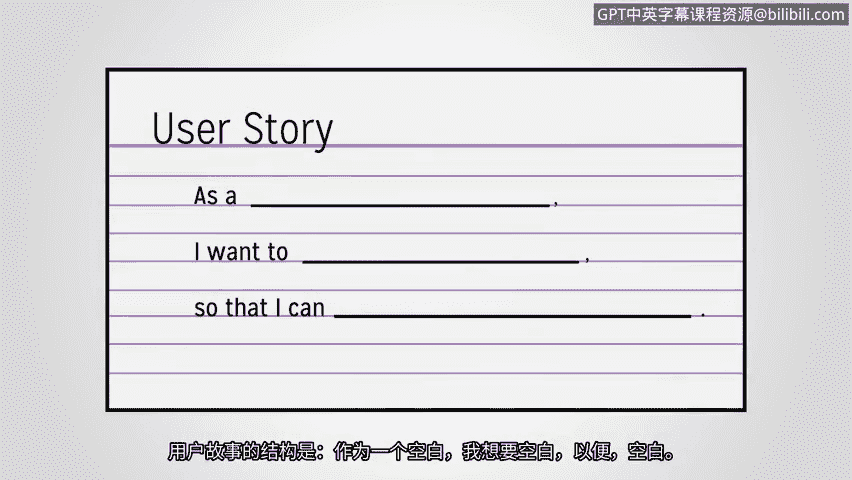 GPT中英字幕课程资源@bilibili.com
User Story
As a ,
I want to ,
so that I can .
用户故事的结构是：作为一个空白，我想要空白，以便，空白。